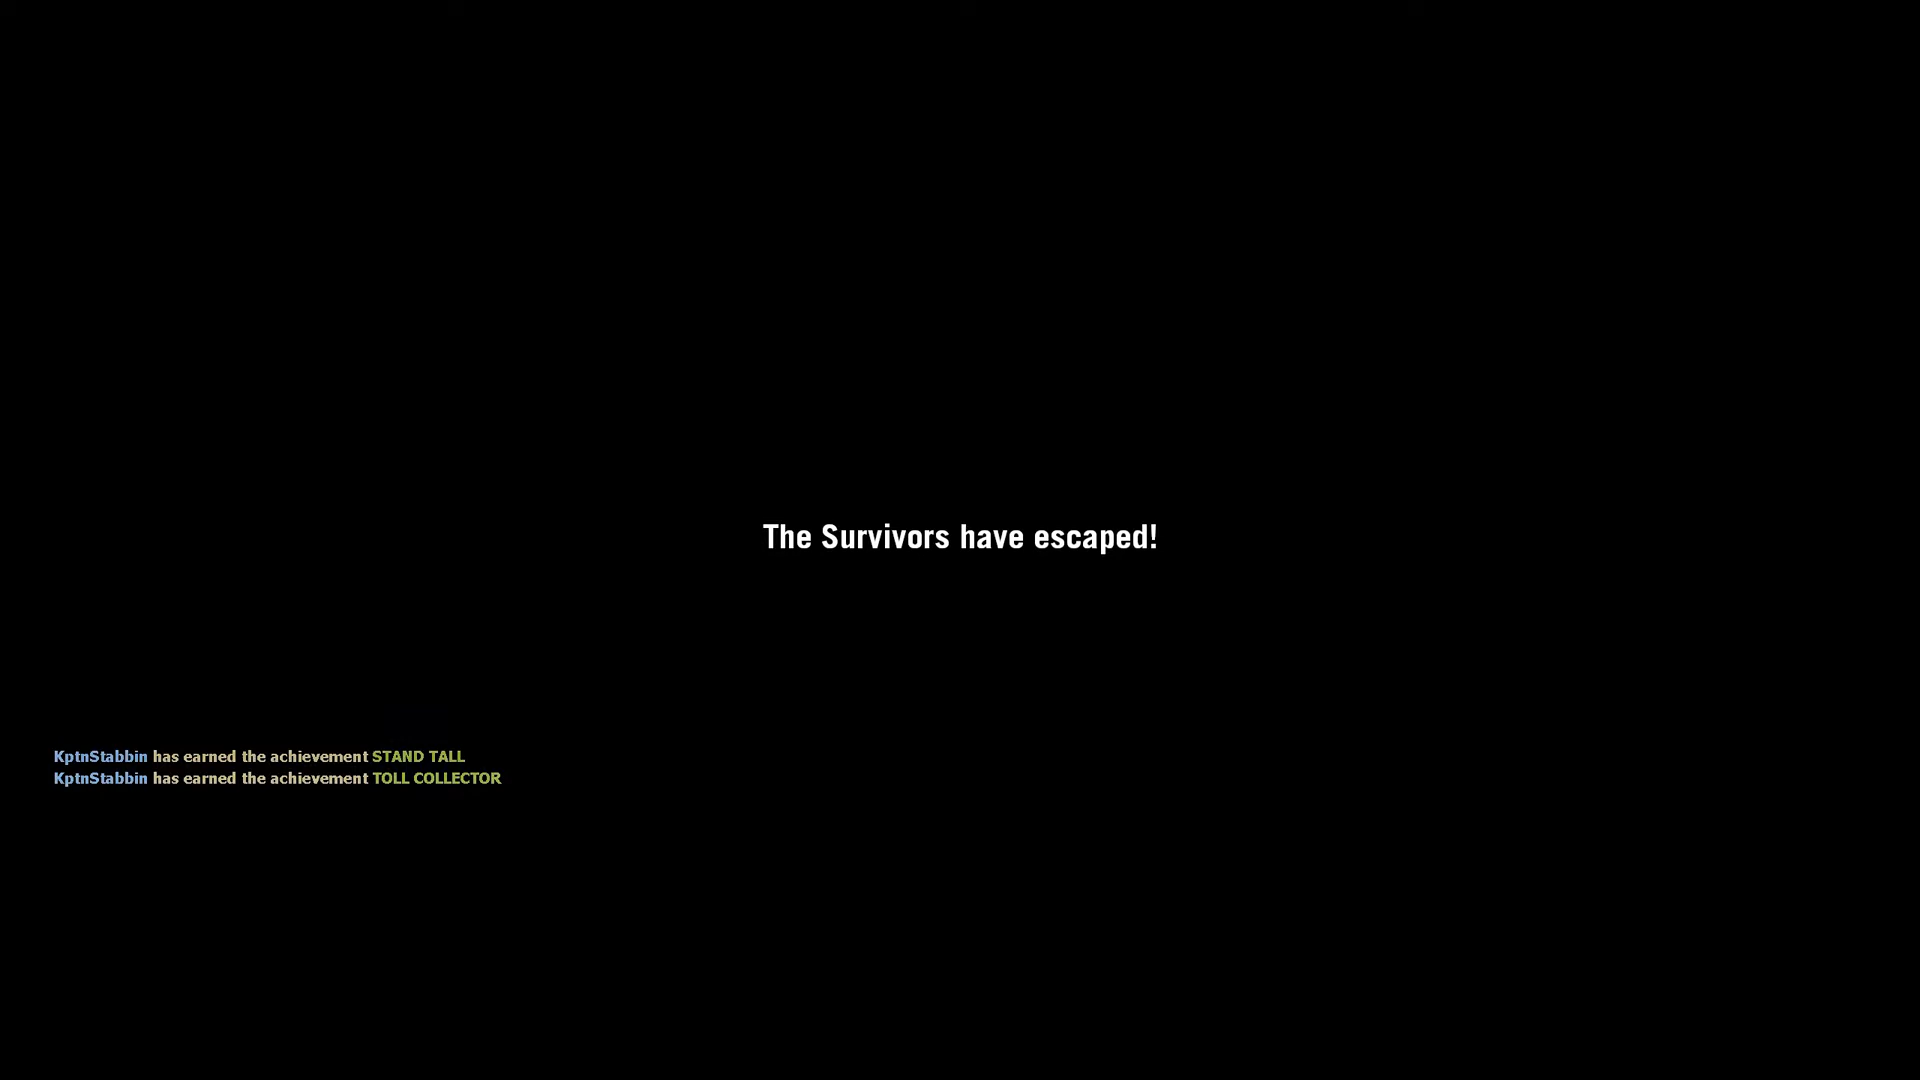 The Survivors have escaped!
KptnStabbin has earned the achievement STAND TALL
KptnStabbin has earned the achievement TOLL COLLECTOR